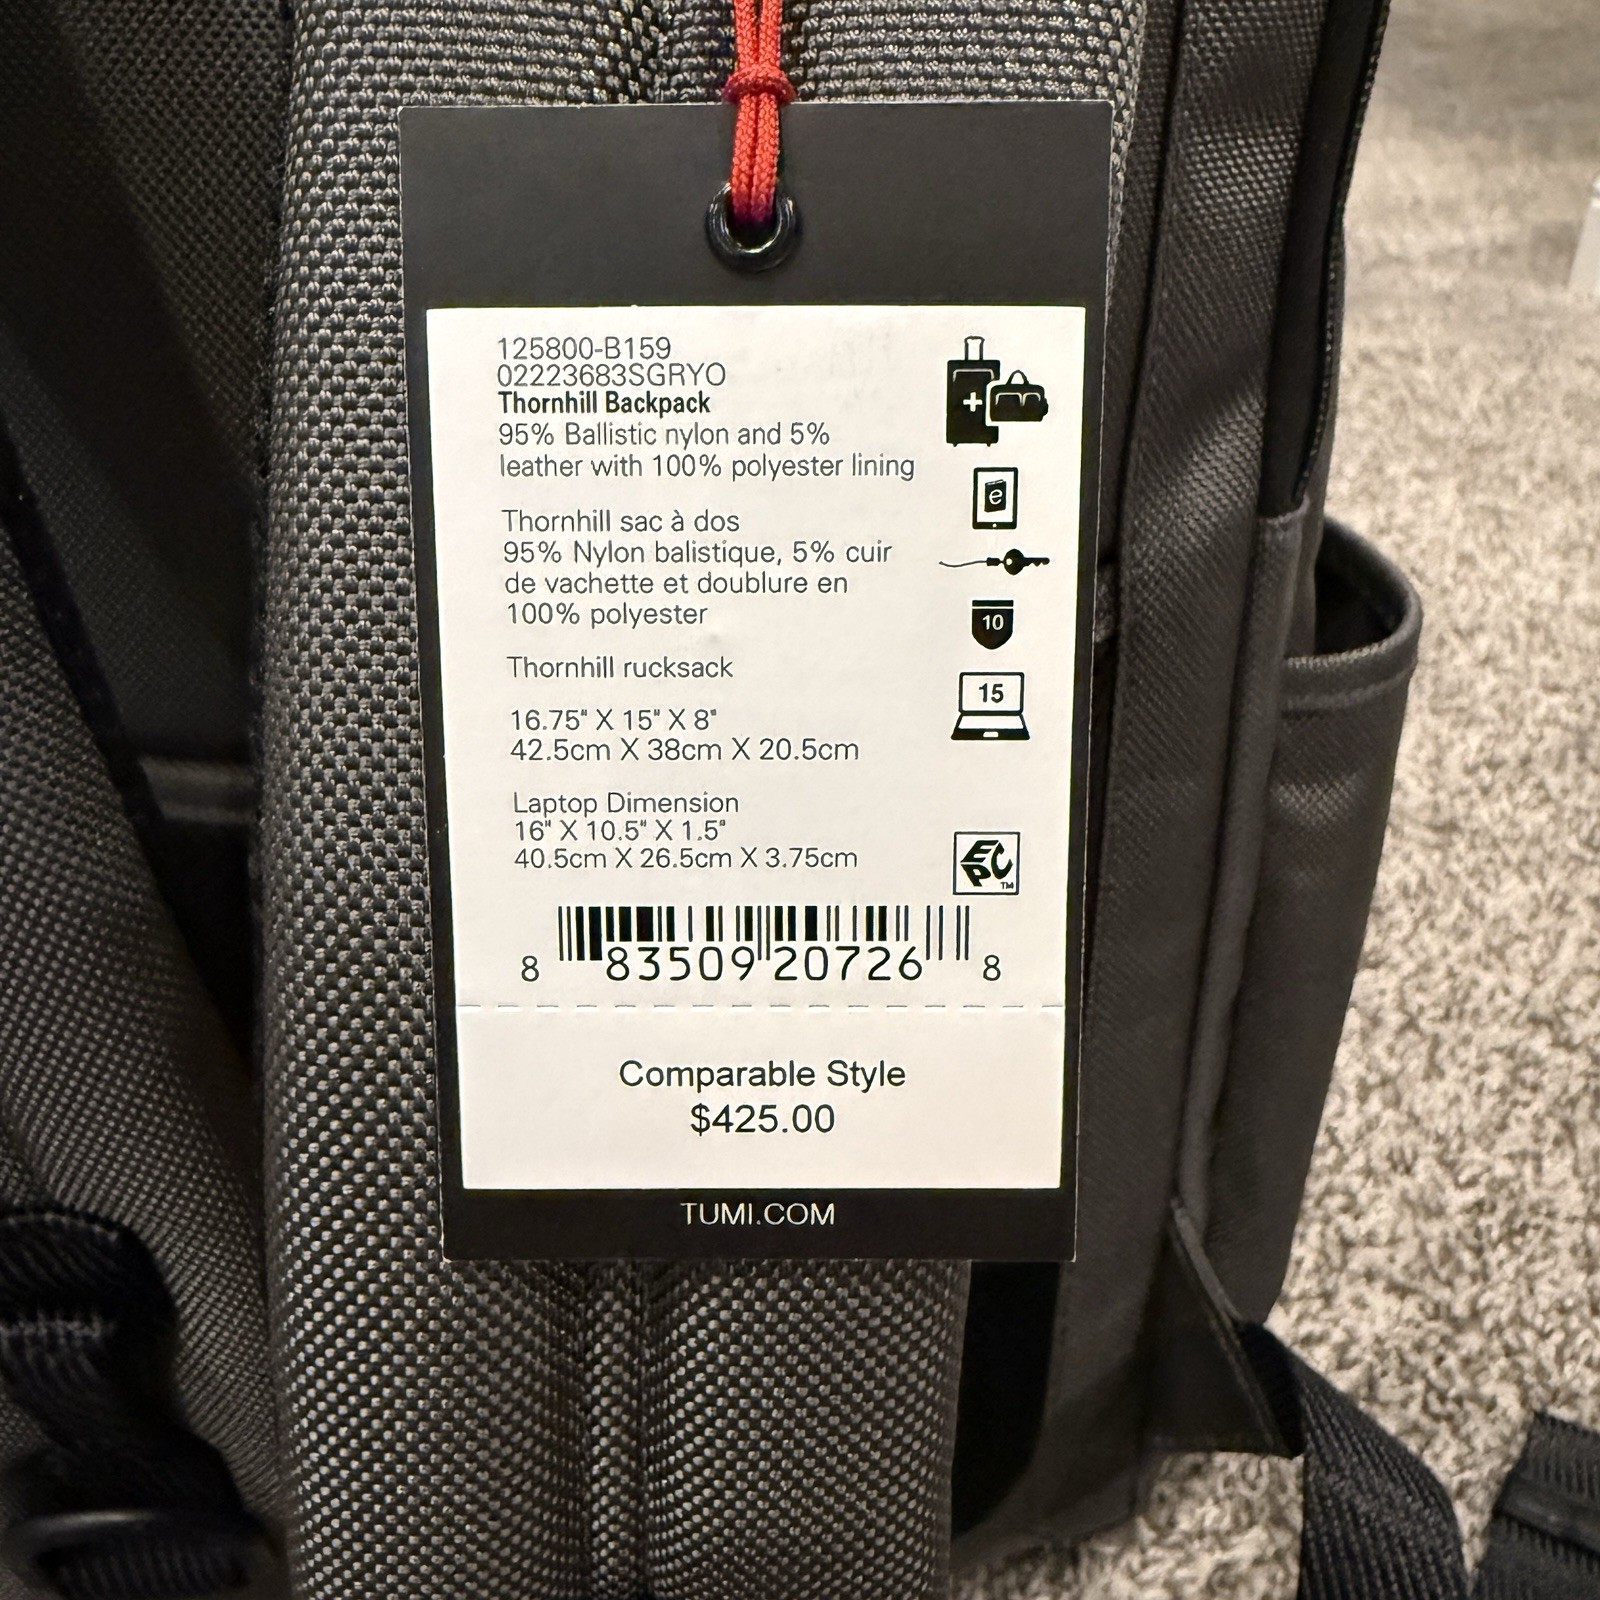 125800-B159
02223683SGRYO
Thornhill Backpack
95% Ballistic nylon and 5%
leather with 100% polyester lining
Thornhill sac à dos
95% Nylon balistique, 5% cuir
de vachette et doublure en
100% polyester
Thornhill rucksack
16.75" X 15" X 8"
42.5cm X 38cm X 20.5cm
Laptop Dimension
16" X 10.5" X 1.5"
40.5cm X 26.5cm X 3.75cm
e
10
15
EPC™
8 83509 20726 8
Comparable Style
$425.00
TUMI.COM